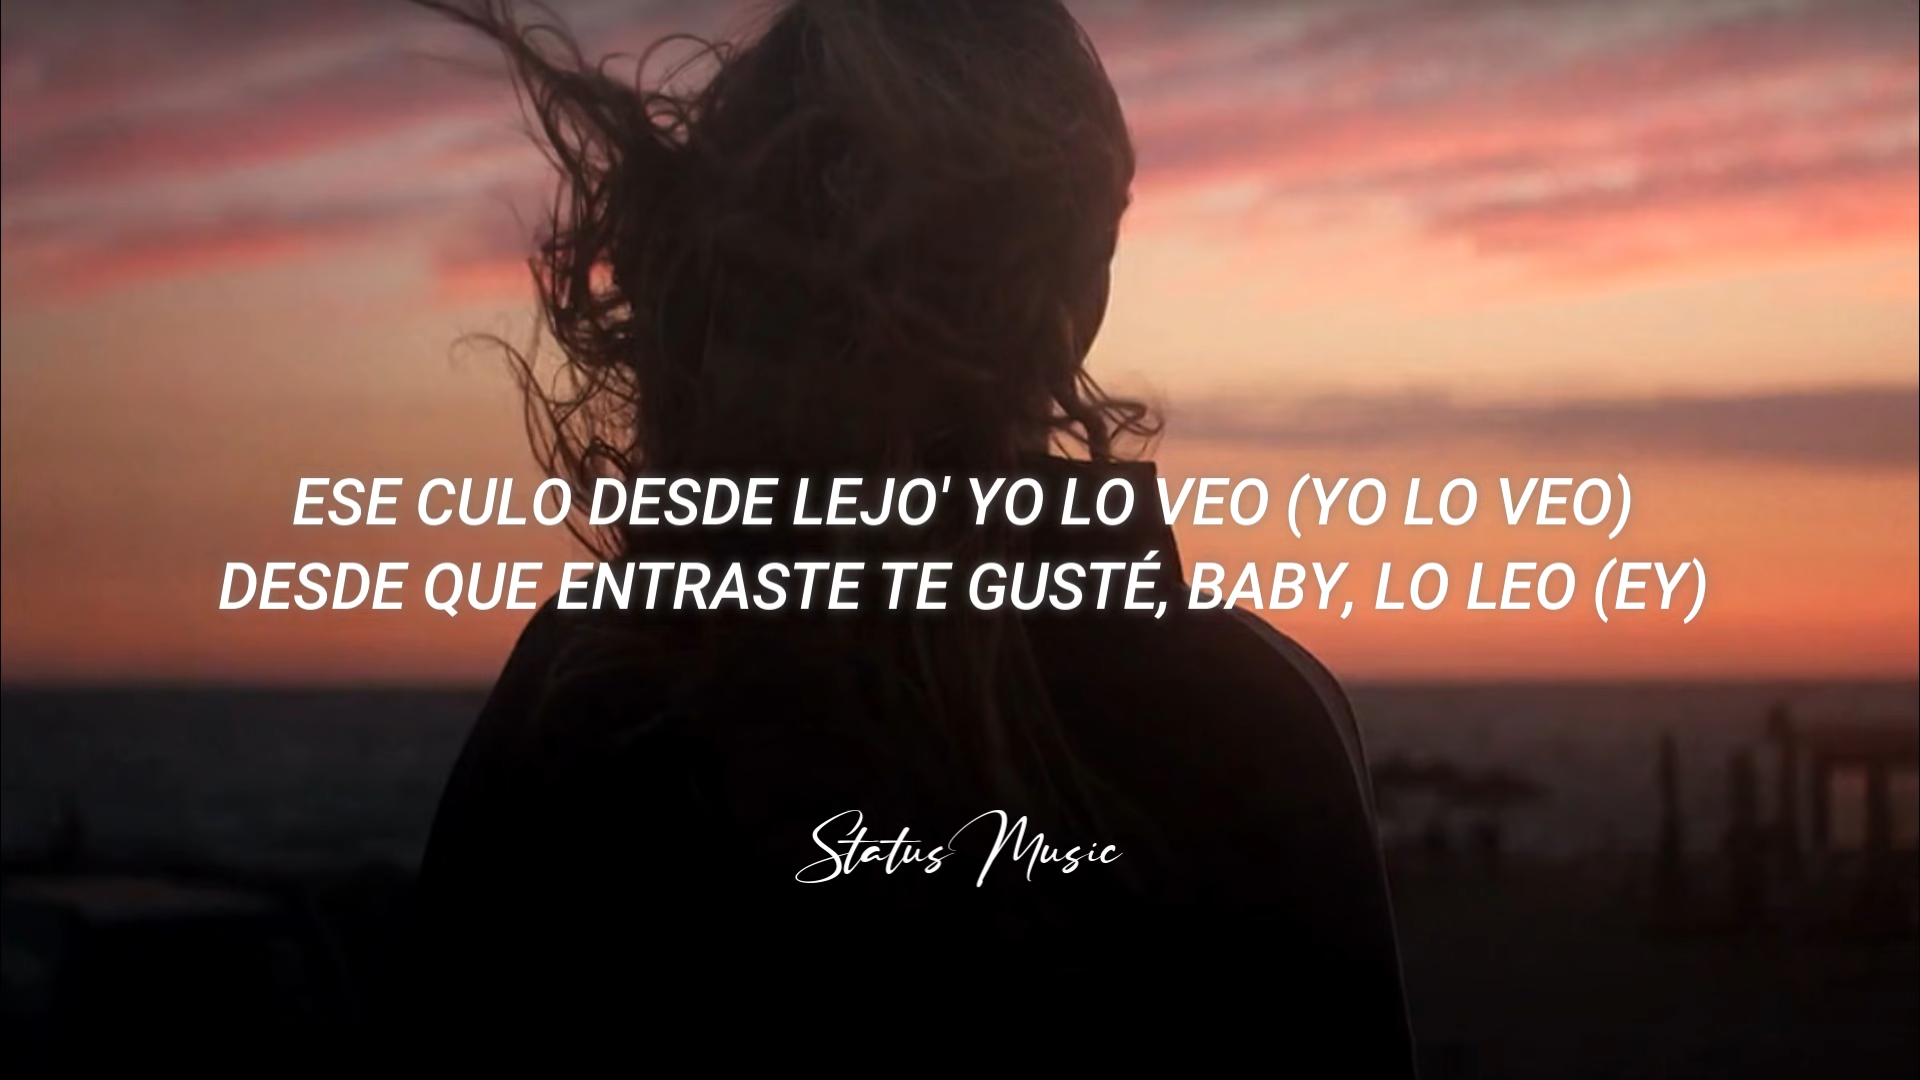 ESE CULO DESDE LEJO' YO LO VEO (YO LO VEO)
DESDE QUE ENTRASTE TE GUSTÉ, BABY, LO LEO (EY)
Status Music